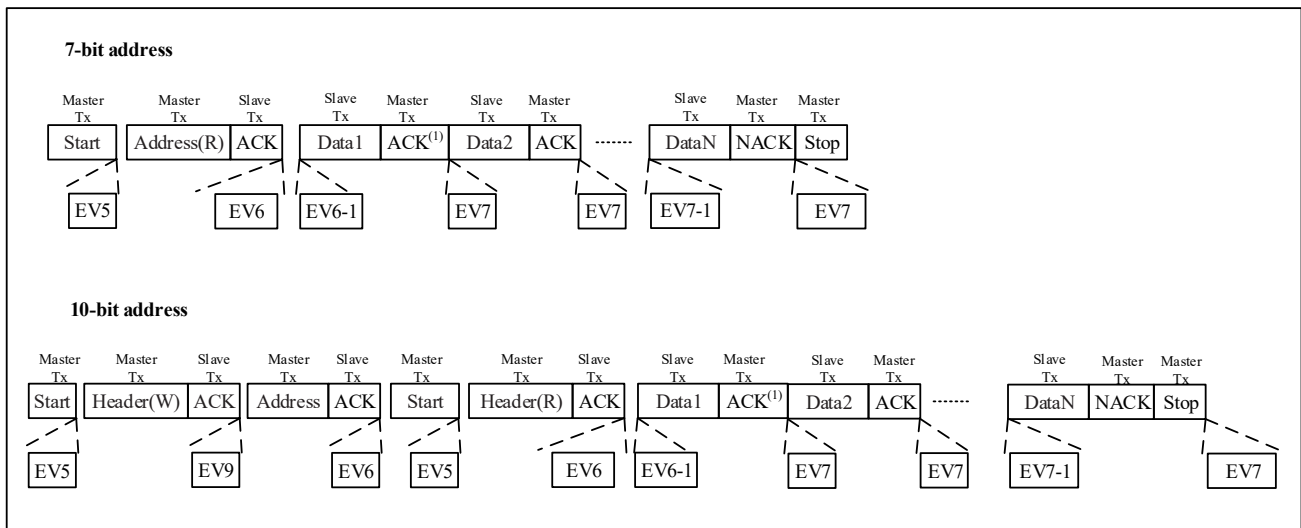 7-bit address
Master Tx Master Tx Slave Tx Slave Tx Master Tx Slave Tx Master Tx Slave Tx Master Tx Master Tx
Start Address(R) ACK Data1 ACK(1) Data2 ACK ........ DataN NACK Stop
EV5 EV6 EV6-1 EV7 EV7 EV7-1 EV7
10-bit address
Master Tx Master Tx Slave Tx Master Tx Slave Tx Master Tx Master Tx Slave Tx Slave Tx Master Tx Slave Tx Master Tx Slave Tx Master Tx Master Tx
Start Header(W) ACK Address ACK Start Header(R) ACK Data1 ACK(1) Data2 ACK ........ DataN NACK Stop
EV5 EV9 EV6 EV5 EV6 EV6-1 EV7 EV7 EV7-1 EV7